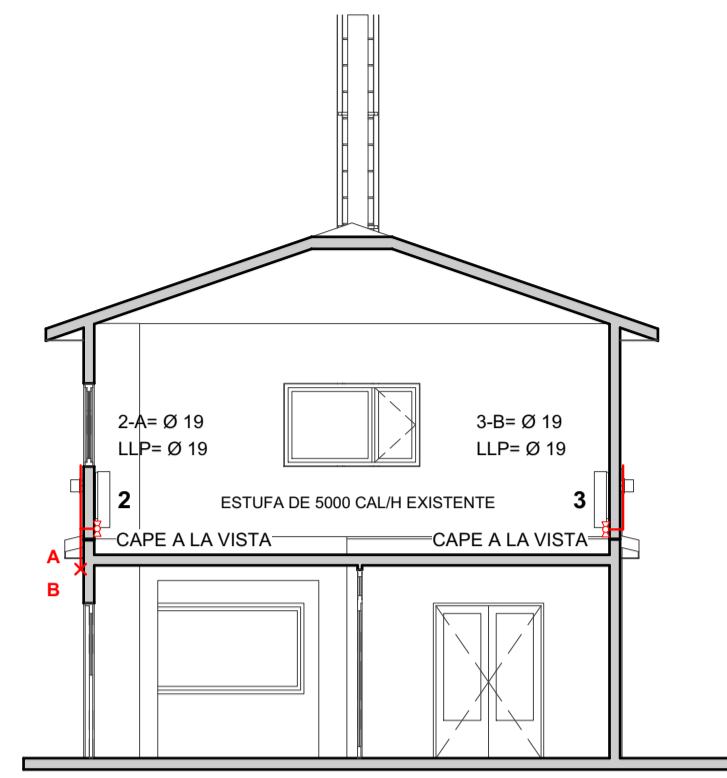 2-A= Ø 19
LLP= Ø 19
3-B= Ø 19
LLP= Ø 19
2
ESTUFA DE 5000 CAL/H EXISTENTE
3
CAPE A LA VISTA
CAPE A LA VISTA
A
B